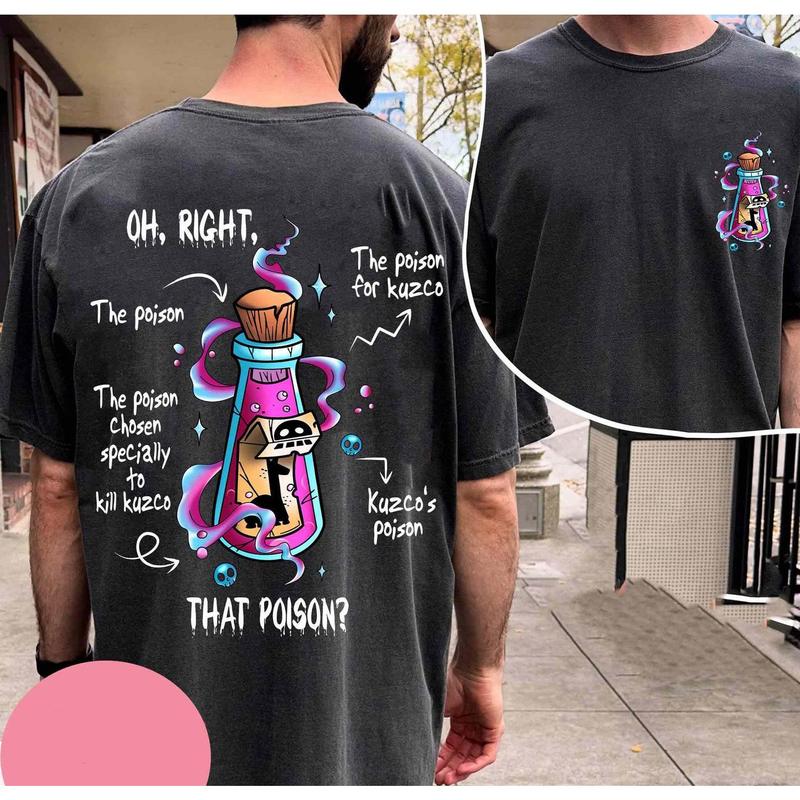 OH, RIGHT,
The poison
The poison
for kuzco
The poison
chosen
specially
to
kill kuzco
Kuzco's
poison
THAT POISON?